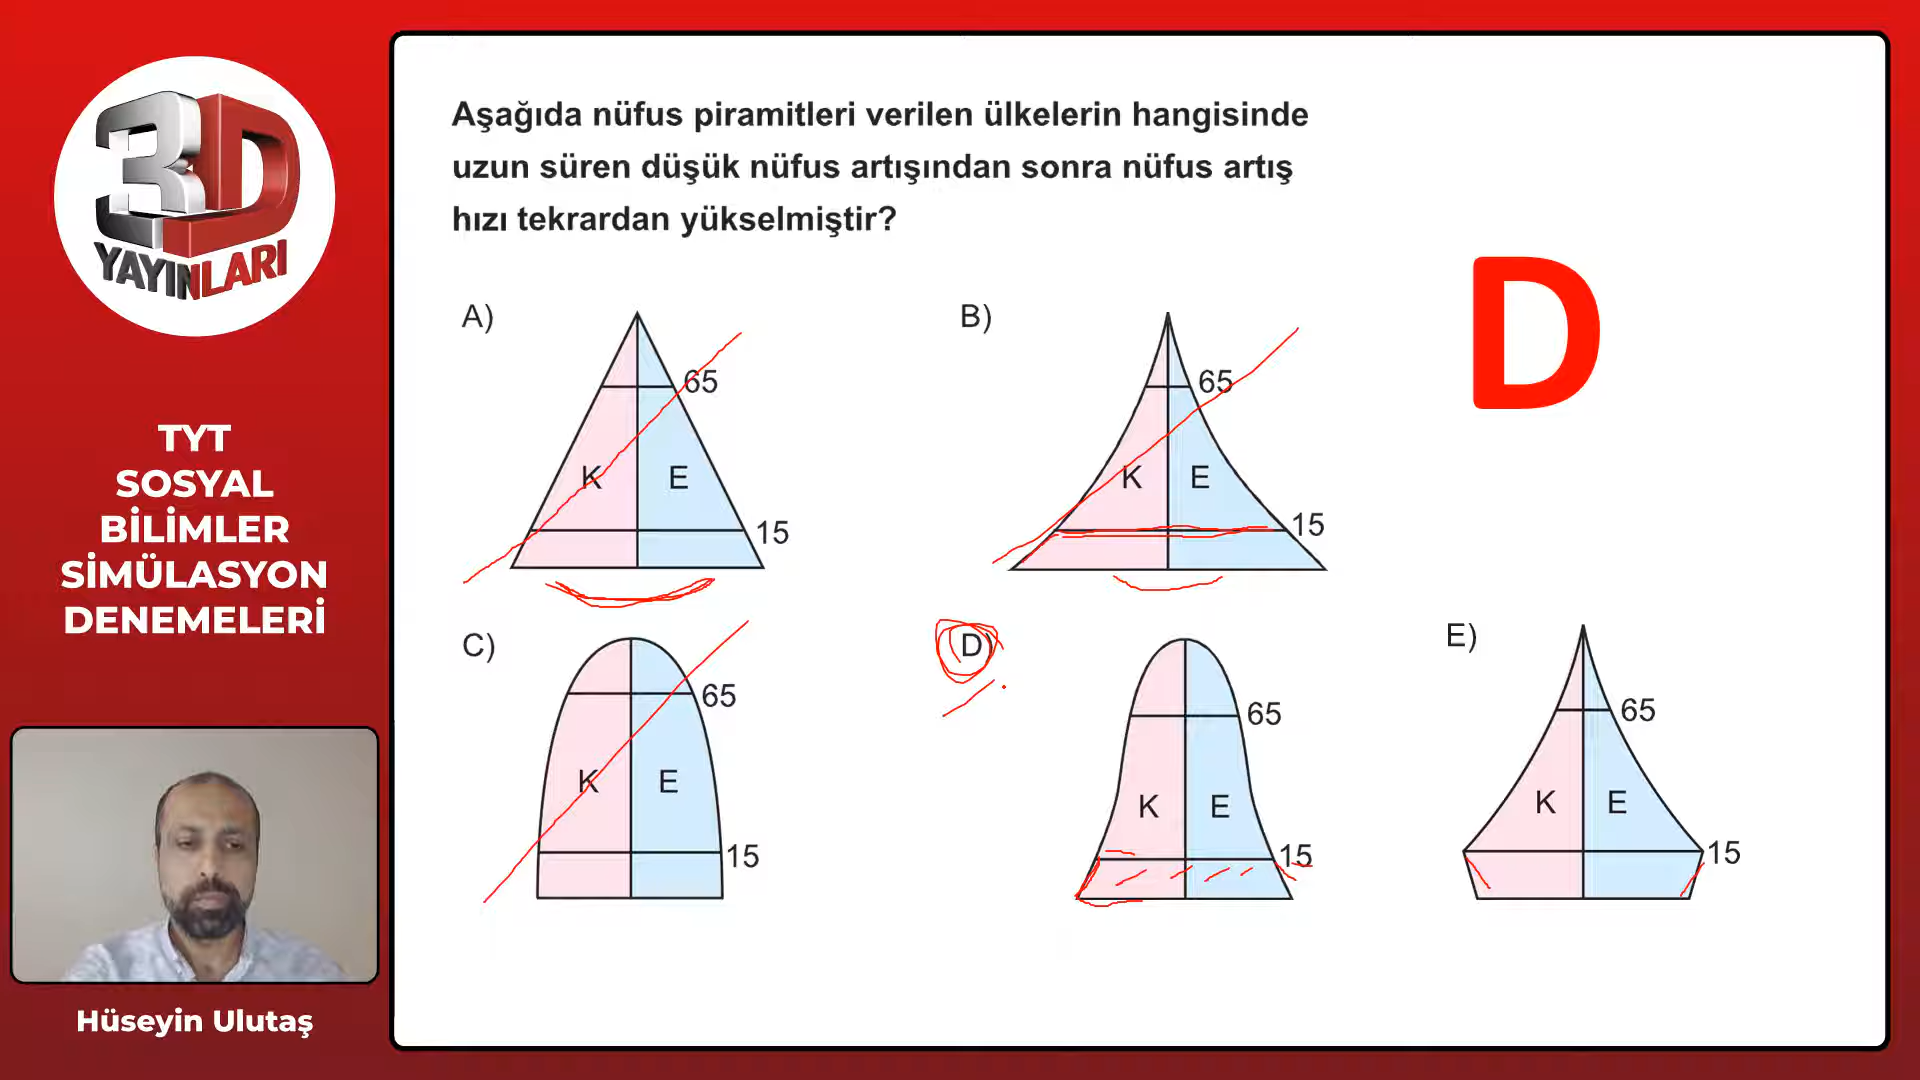 3D
YAYINLARI
TYT
SOSYAL
BİLİMLER
SİMÜLASYON
DENEMELERİ
Hüseyin Ulutaş
Aşağıda nüfus piramitleri verilen ülkelerin hangisinde
uzun süren düşük nüfus artışından sonra nüfus artış
hızı tekrardan yükselmiştir?
D
A)
65
K E
15
B)
65
K E
15
C)
65
K E
15
D)
65
K E
15
E)
65
K E
15